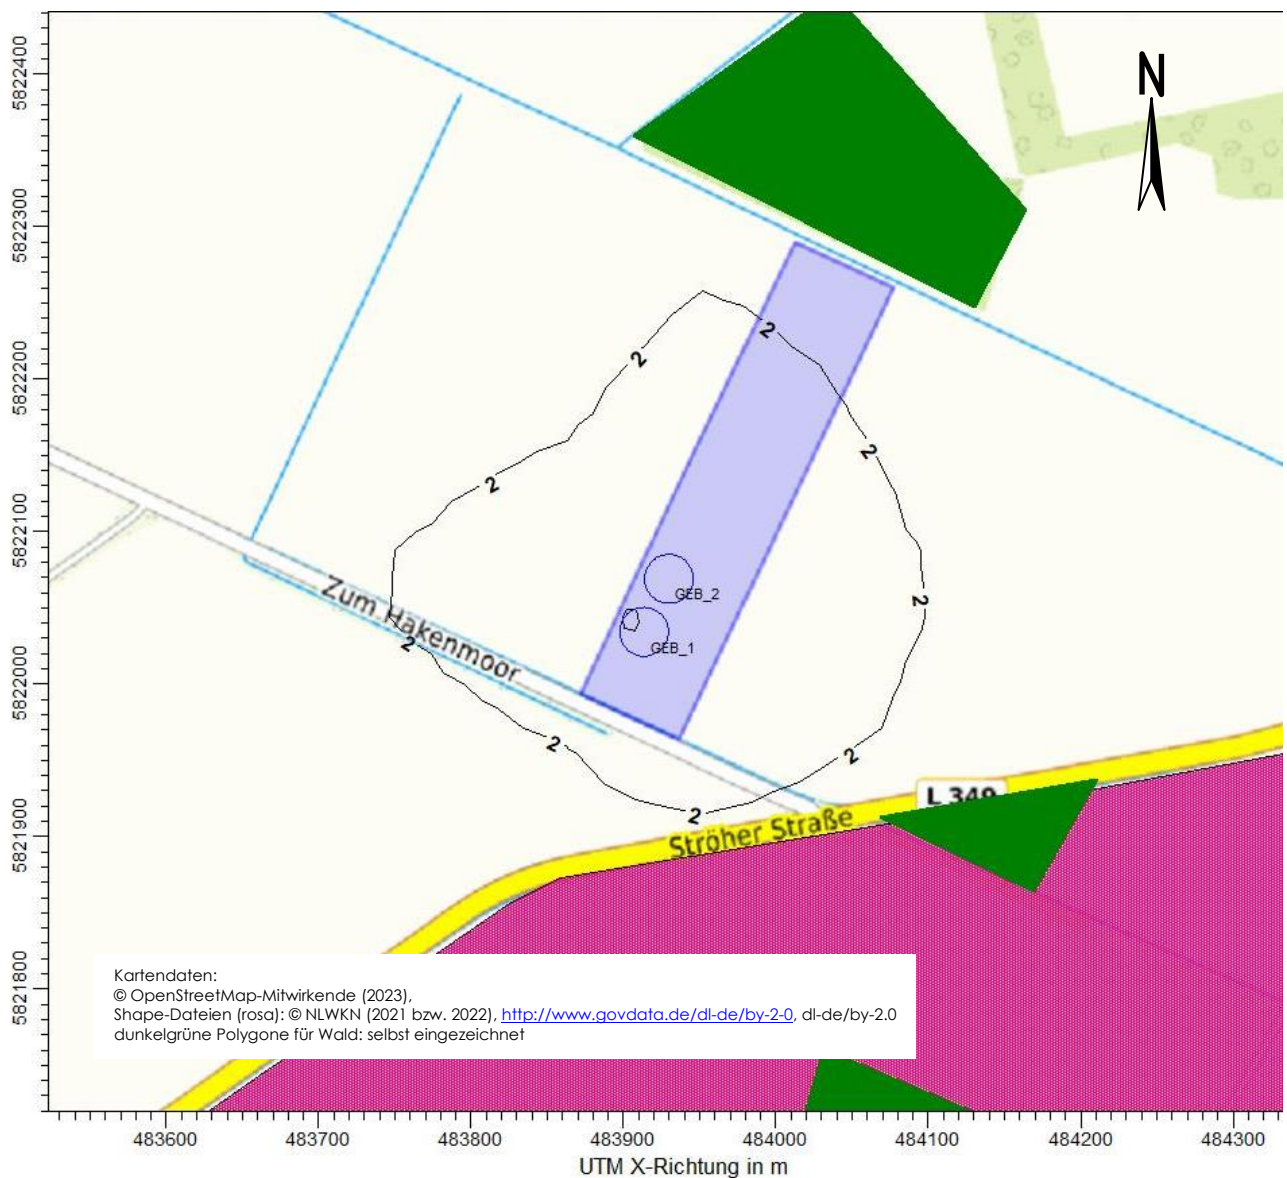 5822400
5822300
5822200
5822100
5822000
5821900
5821800
N
2
2
2
2
2
2
2
2
2
GEB_2
GEB_1
Zum Hakenmoor
L 349
Ströher Straße
Kartendaten:
© OpenStreetMap-Mitwirkende (2023),
Shape-Dateien (rosa): © NLWKN (2021 bzw. 2022), http://www.govdata.de/dl-de/by-2-0, dl-de/by-2.0
dunkelgrüne Polygone für Wald: selbst eingezeichnet
483600 483700 483800 483900 484000 484100 484200 484300
UTM X-Richtung in m